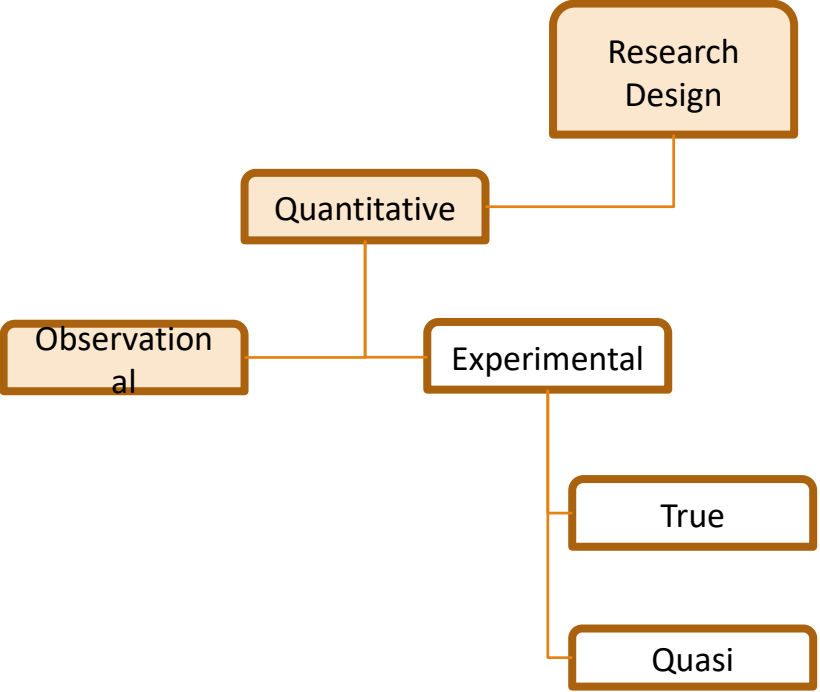 Research
Design
Quantitative
Observation
al
Experimental
True
Quasi